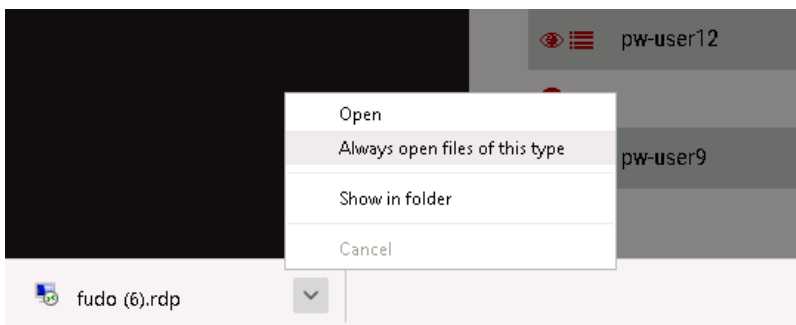 pw-user12
Open
Always open files of this type
pw-user9
Show in folder
Cancel
fudo (6).rdp